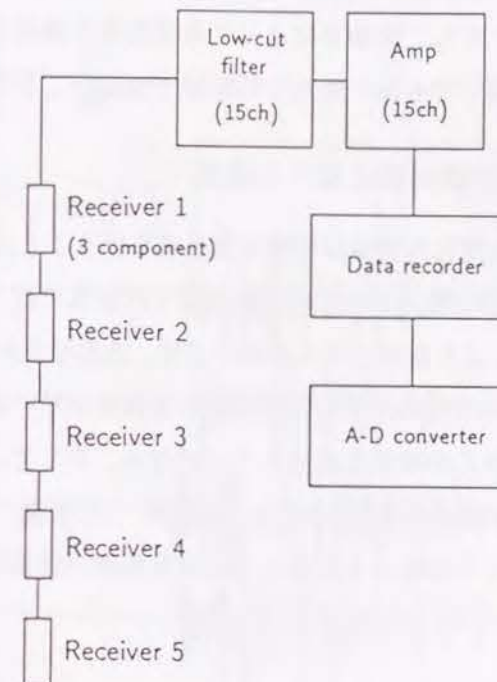 Low-cut
filter
(15ch)
Amp
(15ch)
Receiver 1
(3 component)
Data recorder
Receiver 2
Receiver 3
A-D converter
Receiver 4
Receiver 5